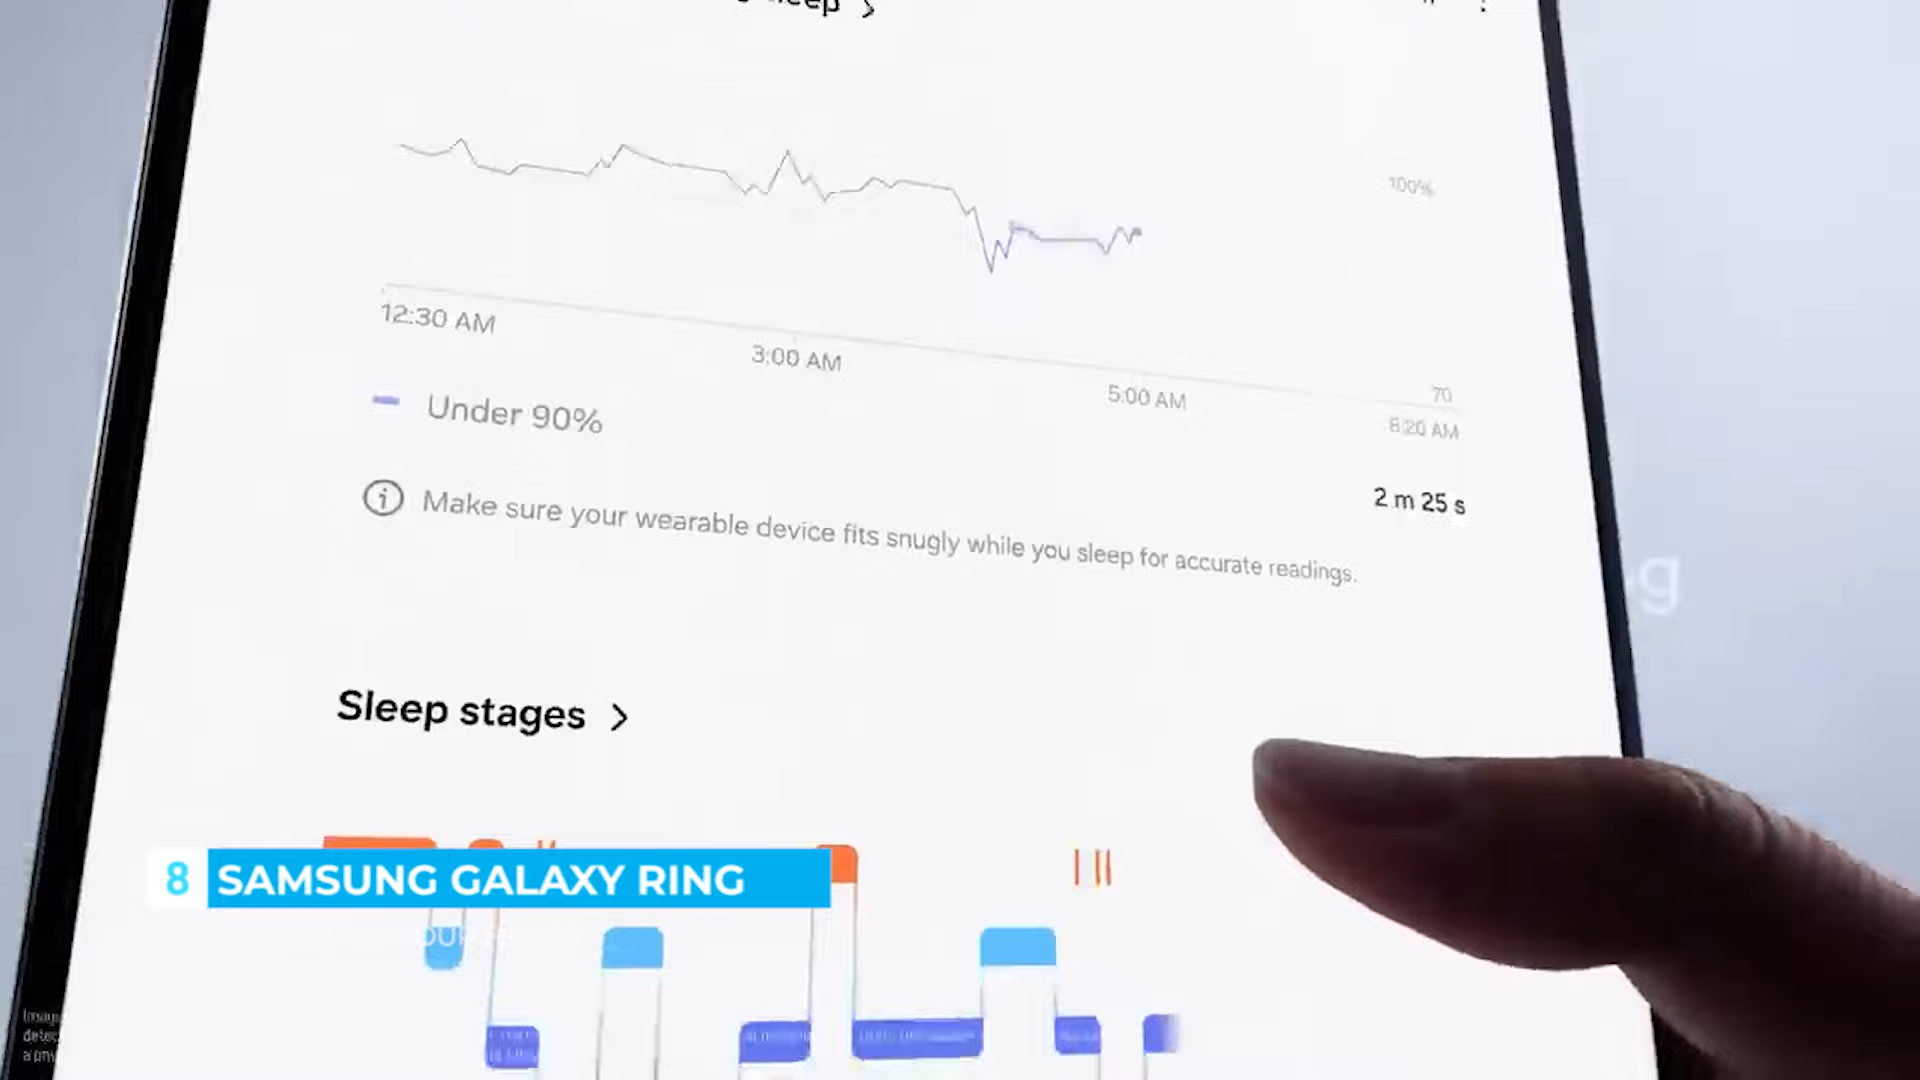 100%
12:30 AM
3:00 AM
5:00 AM
70
6:20 AM
Under 90%
2 m 25 s
Make sure your wearable device fits snugly while you sleep for accurate readings.
Sleep stages
8 SAMSUNG GALAXY RING